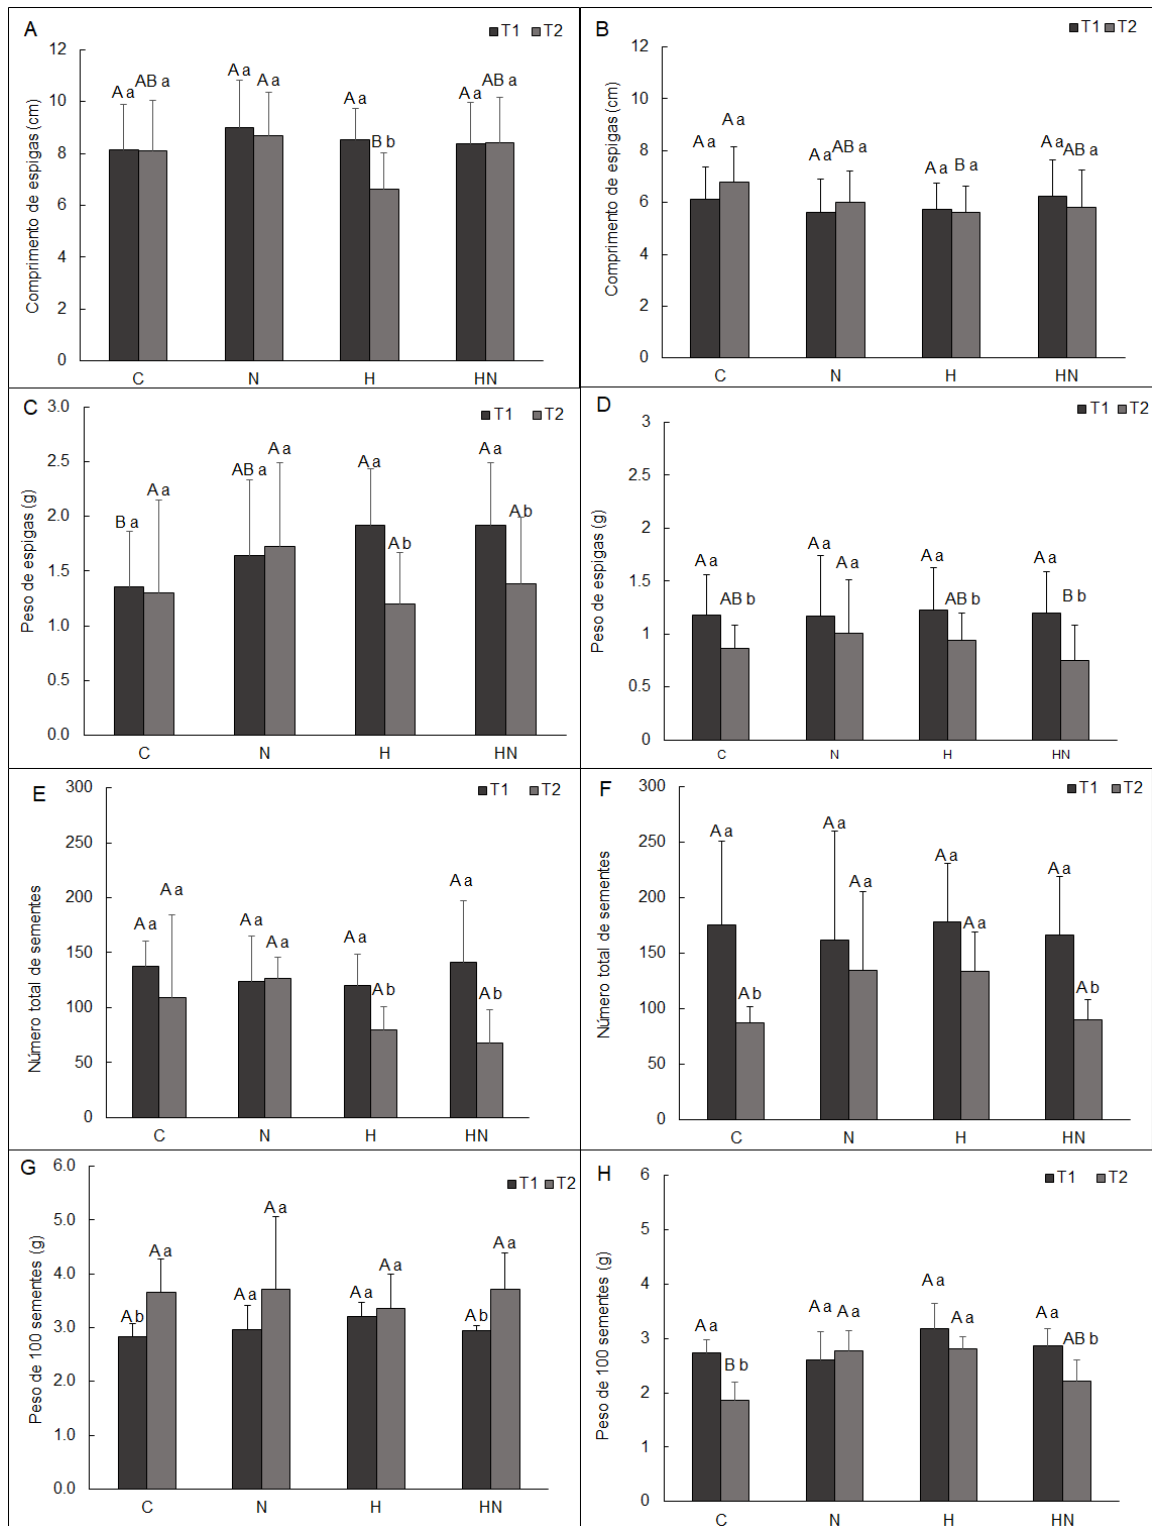 A
T1 T2
Comprimento de espigas (cm)
12
10
8
6
4
2
0
A a AB a A a A a A a B b A a AB a
C N H HN
B
T1 T2
Comprimento de espigas (cm)
12
10
8
6
4
2
0
A a A a A a AB a A a B a A a AB a
C N H HN
C
T1 T2
Peso de espigas (g)
3.0
2.5
2.0
1.5
1.0
0.5
0.0
B a A a AB a A a A a A b A a A b
C N H HN
D
T1 T2
Peso de espigas (g)
3
2.5
2
1.5
1
0.5
0
A a AB b A a A a A a AB b A a B b
C N H HN
E
T1 T2
Número total de sementes
300
250
200
150
100
50
0
A a A a A a A a A a A b A a A b
C N H HN
F
T1 T2
Número total de sementes
300
250
200
150
100
50
0
A a A b A a A a A a A a A a A b
C N H HN
G
T1 T2
Peso de 100 sementes (g)
6.0
5.0
4.0
3.0
2.0
1.0
0.0
A b A a A a A a A a A a A b A a
C N H HN
H
T1 T2
Peso de 100 sementes (g)
6
5
4
3
2
1
0
A a B b A a A a A a A a A a AB b
C N H HN